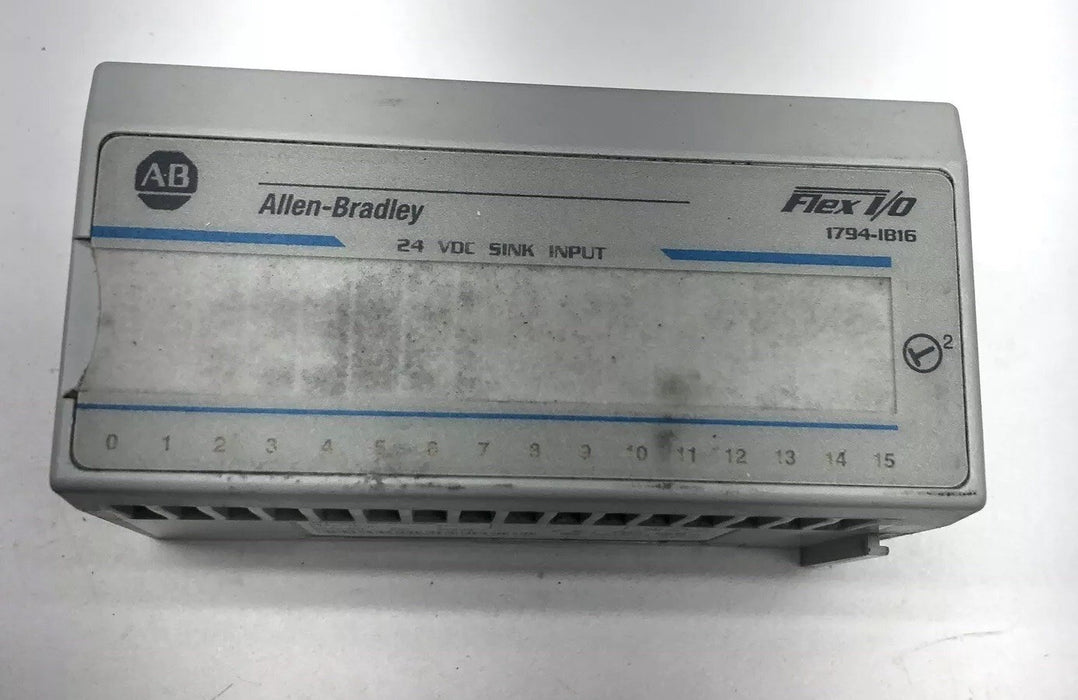 A·B
Allen-Bradley
Flex I/O
1794-IB16
24 VDC SINK INPUT
2
0 1 2 3 4 5 6 7 8 9 10 11 12 13 14 15